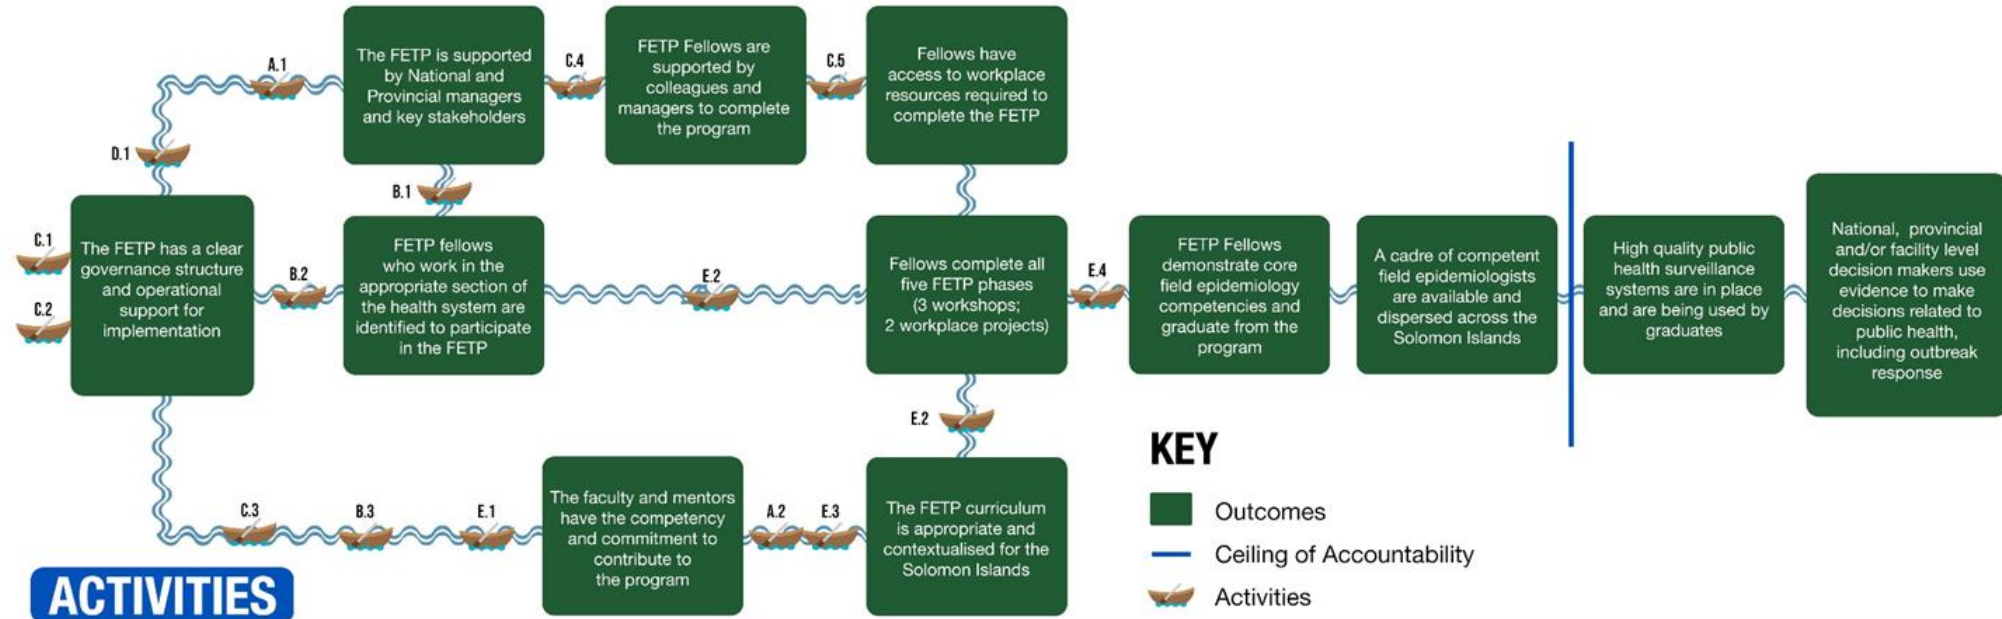 A.1
The FETP is supported
by National and
Provincial managers
and key stakeholders
C.4
FETP Fellows are
supported by
colleagues and
managers to complete
the program
C.5
Fellows have
access to workplace
resources required to
complete the FETP
D.1
B.1
C.1
C.2
The FETP has a clear
governance structure
and operational
support for
implementation
B.2
FETP fellows
who work in the
appropriate section of
the health system are
identified to participate
in the FETP
E.2
Fellows complete all
five FETP phases
(3 workshops;
2 workplace projects)
E.4
FETP Fellows
demonstrate core
field epidemiology
competencies and
graduate from the
program
A cadre of competent
field epidemiologists
are available and
dispersed across the
Solomon Islands
High quality public
health surveillance
systems are in place
and are being used by
graduates
National, provincial
and/or facility level
decision makers use
evidence to make
decisions related to
public health,
including outbreak
response
E.2
C.3
B.3
E.1
The faculty and mentors
have the competency
and commitment to
contribute to
the program
A.2
E.3
The FETP curriculum
is appropriate and
contextualised for the
Solomon Islands
KEY
Outcomes
Ceiling of Accountability
Activities
ACTIVITIES